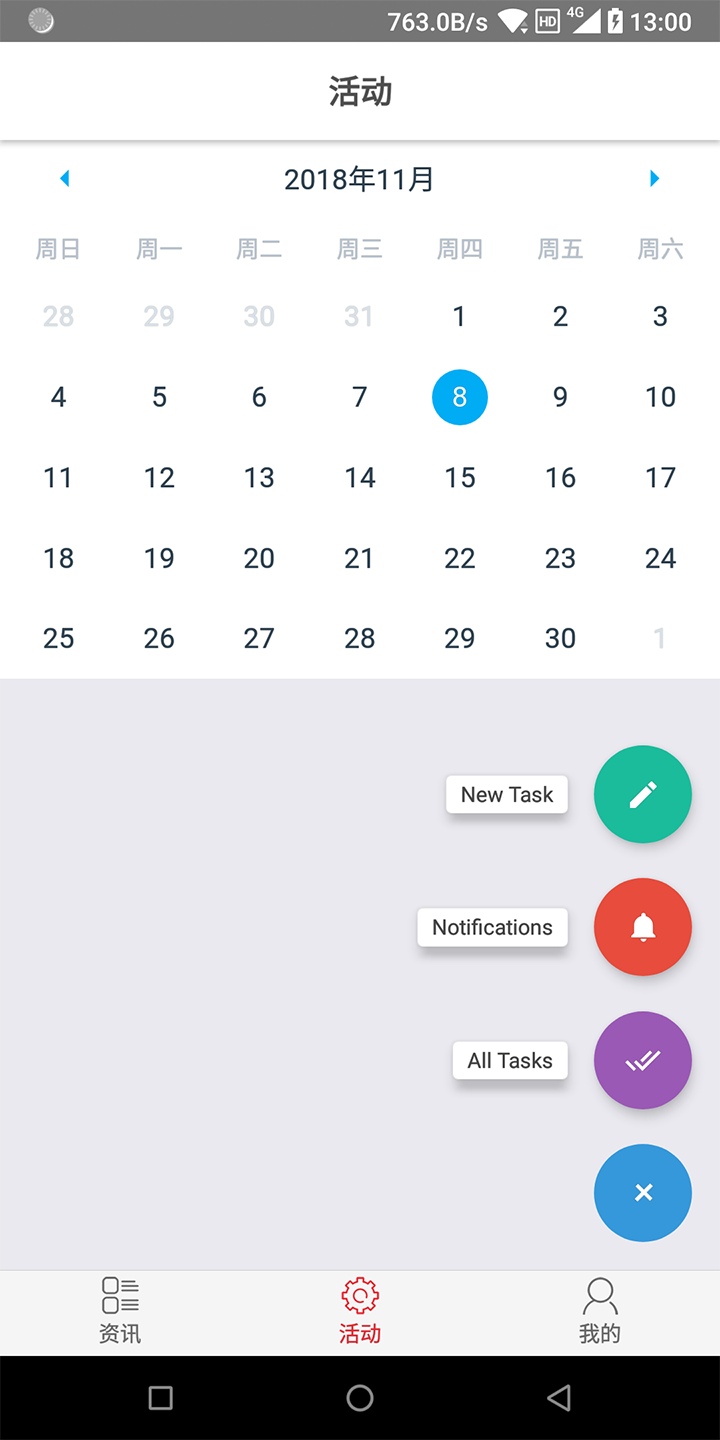 763.0B/s HD 4G 13:00
活动
2018年11月
周日 周一 周二 周三 周四 周五 周六
28 29 30 31 1 2 3
4 5 6 7 8 9 10
11 12 13 14 15 16 17
18 19 20 21 22 23 24
25 26 27 28 29 30 1
New Task
Notifications
All Tasks
资讯 活动 我的